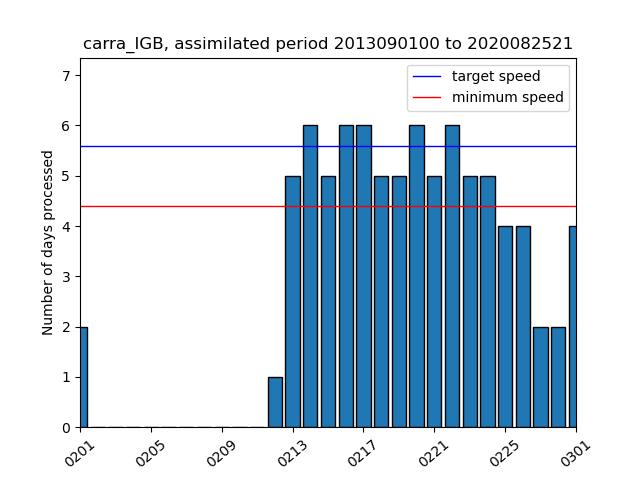 carra_IGB, assimilated period 2013090100 to 2020082521
target speed
minimum speed
Number of days processed
7
6
5
4
3
2
1
0
0201 0205 0209 0213 0217 0221 0225 0301